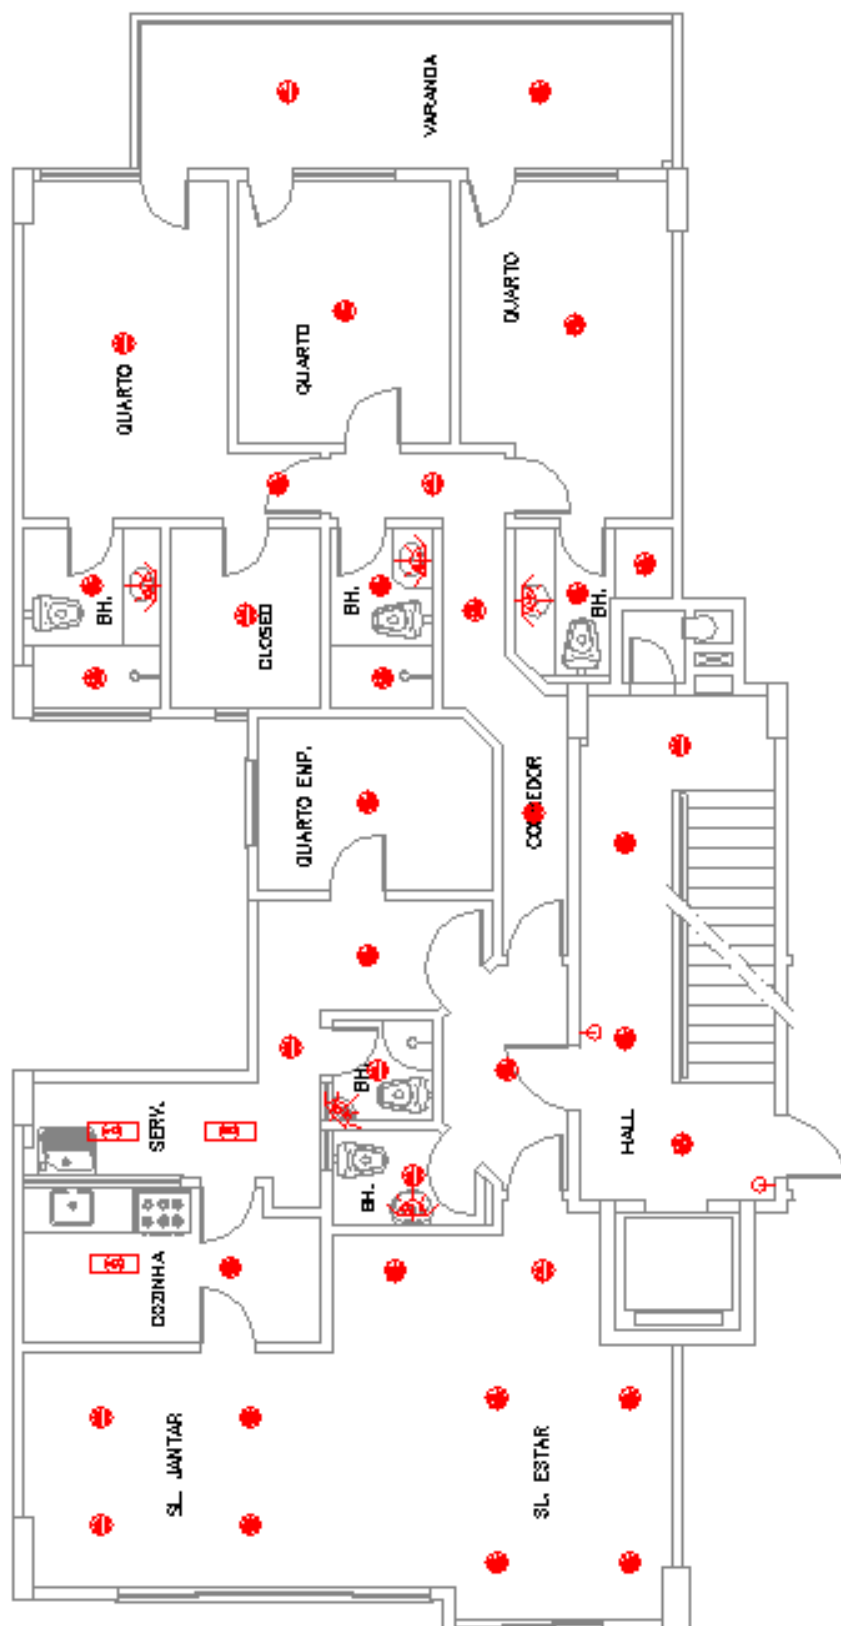 VARANDA
QUARTO
QUARTO
QUARTO
BH.
CLOSED
BH.
BH.
QUARTO EMP.
CORREDOR
SERV.
BH.
HALL
BH.
COZINHA
SL. JANTAR
SL. ESTAR